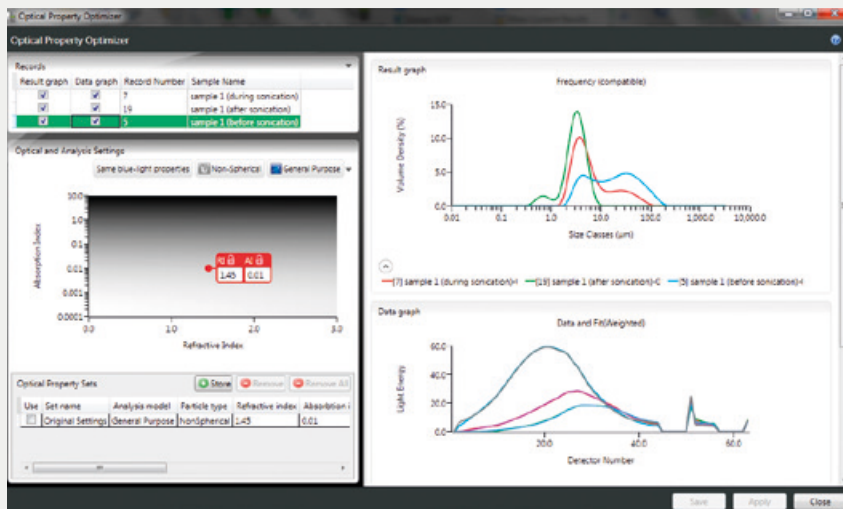 Optical Property Optimizer
Optical Property Optimizer
Records
Result graph Data graph Record Number Sample Name
7 sample 1 (during sonication)
19 sample 1 (after sonication)
5 sample 1 (before sonication)
Optical and Analysis Settings
Same blue-light properties Non-Spherical General Purpose
10.0
1.0
0.1
0.01
0.001
0.0001
Absorption Index
RI AI
1.45 0.01
0.0 1.0 2.0 3.0
Refractive Index
Optical Property Sets Store Remove Remove All
Use Set name Analysis model Particle type Refractive index Absorption i
Original Settings General Purpose NonSpherical 1.45 0.01
Result graph
Frequency (compatible)
15.0
10.0
5.0
0.0
Volume Density (%)
0.01 0.1 1.0 10.0 100.0 1,000.0 10,000.0
Size Classes (µm)
[7] sample 1 (during sonication)- [19] sample 1 (after sonication)- [5] sample 1 (before sonication)-
Data graph
Data and Fit(Weighted)
60.0
40.0
20.0
0.0
Light Energy
20.0 40.0 60.0
Detector Number
Save Apply Close